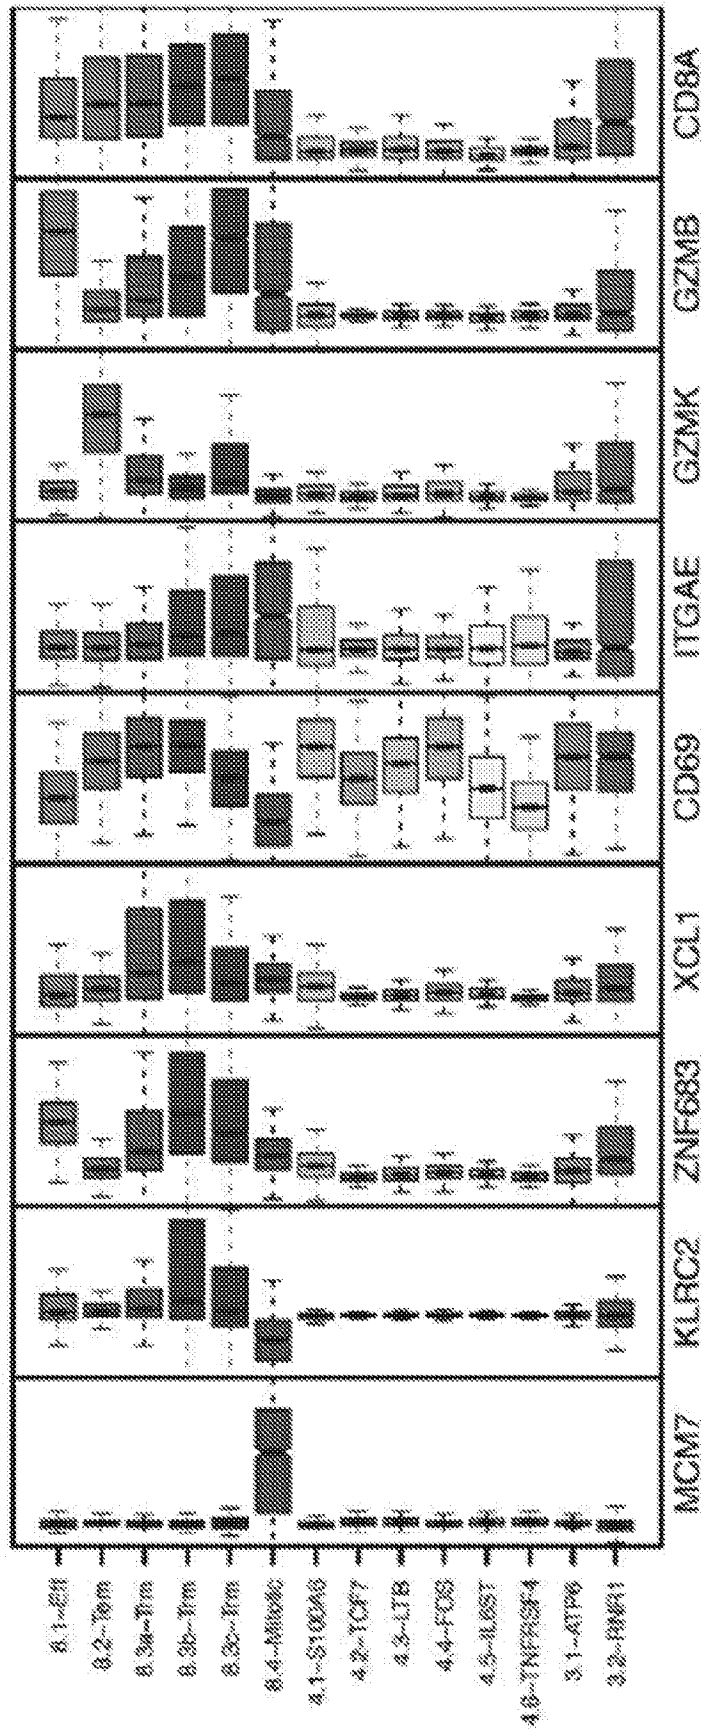 CD8A
GZMB
GZMK
ITGAE
CD69
XCL1
ZNF683
KLRC2
MCM7
8.1-Eff
8.2-Tem
8.3a-Trm
8.3b-Trm
8.3c-Trm
8.4-Mitotic
4.1-S100A6
4.2-TCF7
4.3-LTB
4.4-FOS
4.5-IL6ST
4.6-TNFRSF4
3.1-ATP6
3.2-RNR1